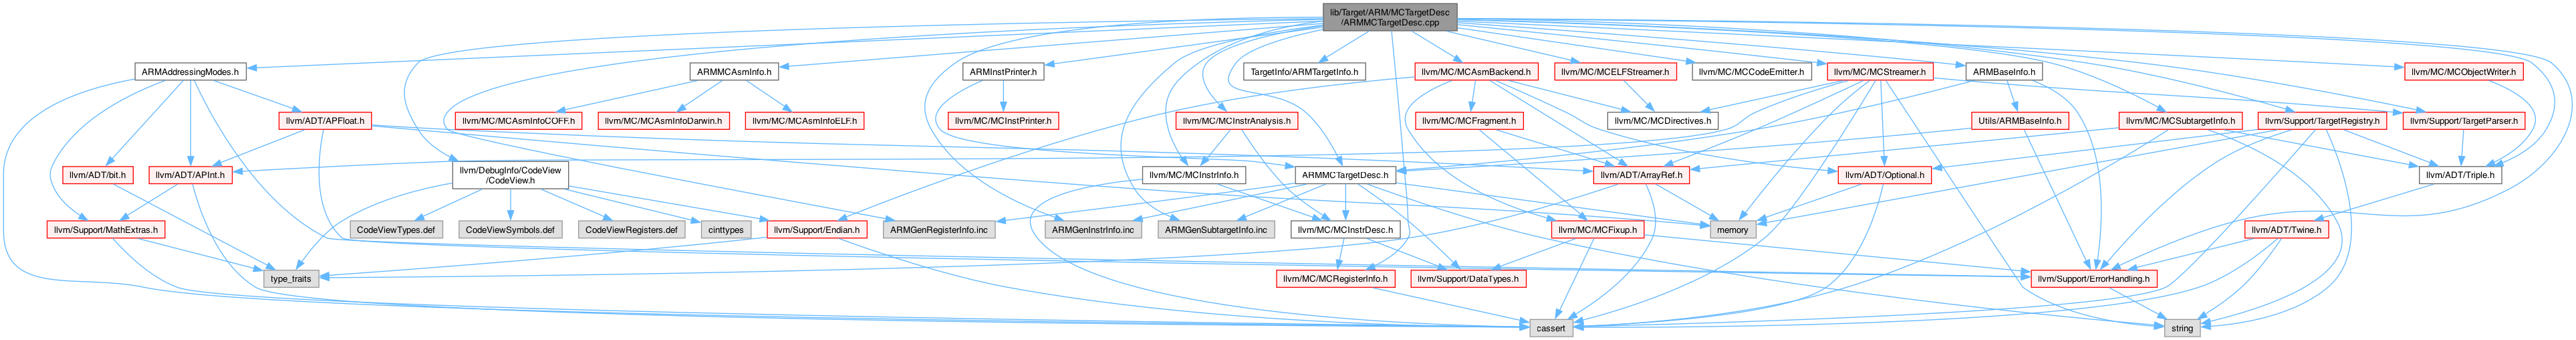 lib/Target/ARM/MCTargetDesc
/ARMMCTargetDesc.cpp
ARMAddressingModes.h
ARMMCAsmInfo.h
ARMInstPrinter.h
TargetInfo/ARMTargetInfo.h
llvm/MC/MCAsmBackend.h
llvm/MC/MCELFStreamer.h
llvm/MC/MCCodeEmitter.h
llvm/MC/MCStreamer.h
ARMBaseInfo.h
llvm/MC/MCObjectWriter.h
llvm/ADT/APFloat.h
llvm/MC/MCAsmInfoCOFF.h
llvm/MC/MCAsmInfoDarwin.h
llvm/MC/MCAsmInfoELF.h
llvm/MC/MCInstPrinter.h
llvm/MC/MCInstrAnalysis.h
llvm/MC/MCFragment.h
llvm/MC/MCDirectives.h
Utils/ARMBaseInfo.h
llvm/MC/MCSubtargetInfo.h
llvm/Support/TargetRegistry.h
llvm/Support/TargetParser.h
llvm/ADT/bit.h
llvm/ADT/APInt.h
llvm/DebugInfo/CodeView
/CodeView.h
llvm/MC/MCInstrInfo.h
ARMMCTargetDesc.h
llvm/ADT/ArrayRef.h
llvm/ADT/Optional.h
llvm/ADT/Triple.h
llvm/Support/MathExtras.h
CodeViewTypes.def
CodeViewSymbols.def
CodeViewRegisters.def
cinttypes
llvm/Support/Endian.h
ARMGenRegisterInfo.inc
ARMGenInstrInfo.inc
ARMGenSubtargetInfo.inc
llvm/MC/MCInstrDesc.h
llvm/MC/MCFixup.h
memory
llvm/ADT/Twine.h
type_traits
llvm/MC/MCRegisterInfo.h
llvm/Support/DataTypes.h
llvm/Support/ErrorHandling.h
cassert
string